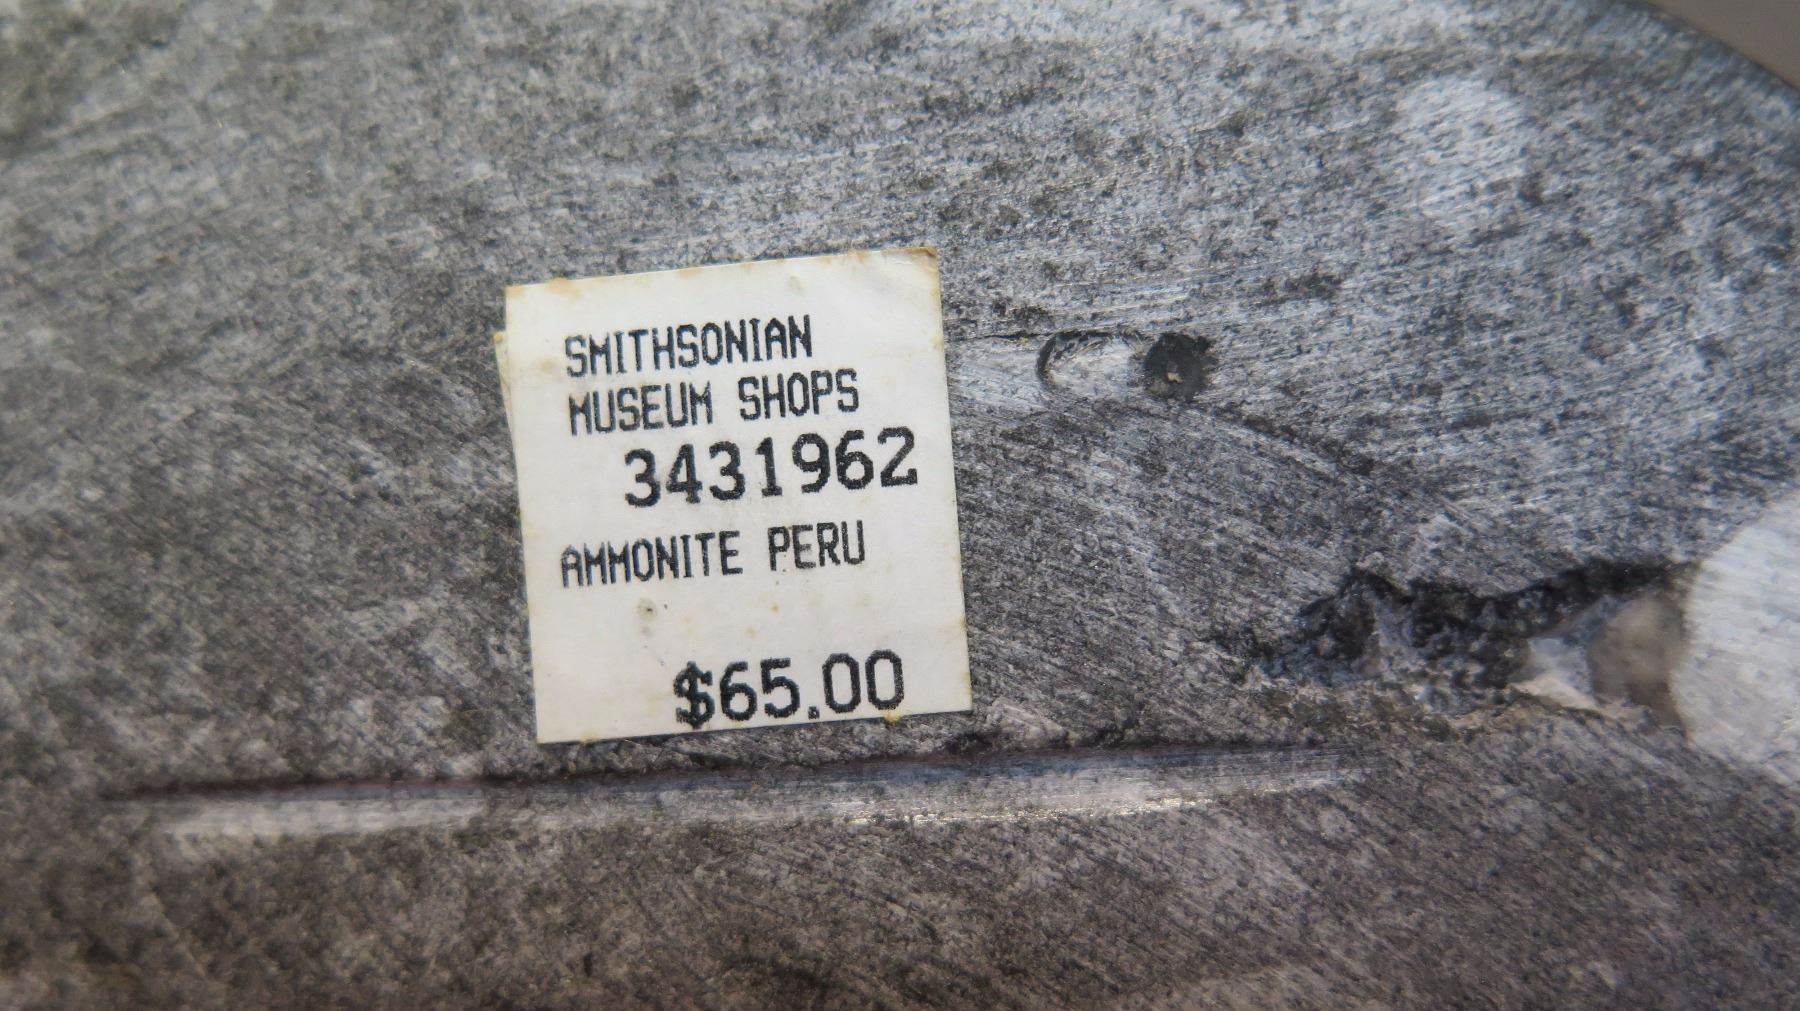 SMITHSONIAN
MUSEUM SHOPS
3431962
AMMONITE PERU
$65.00